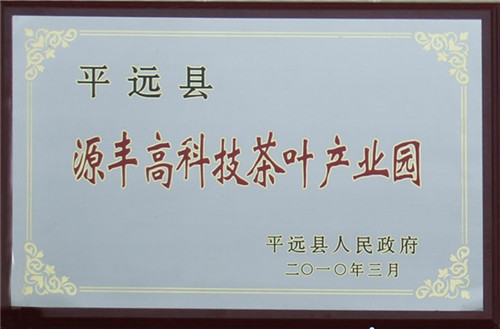 平远县
源丰高科技茶叶产业园
平远县人民政府
二〇一〇年三月